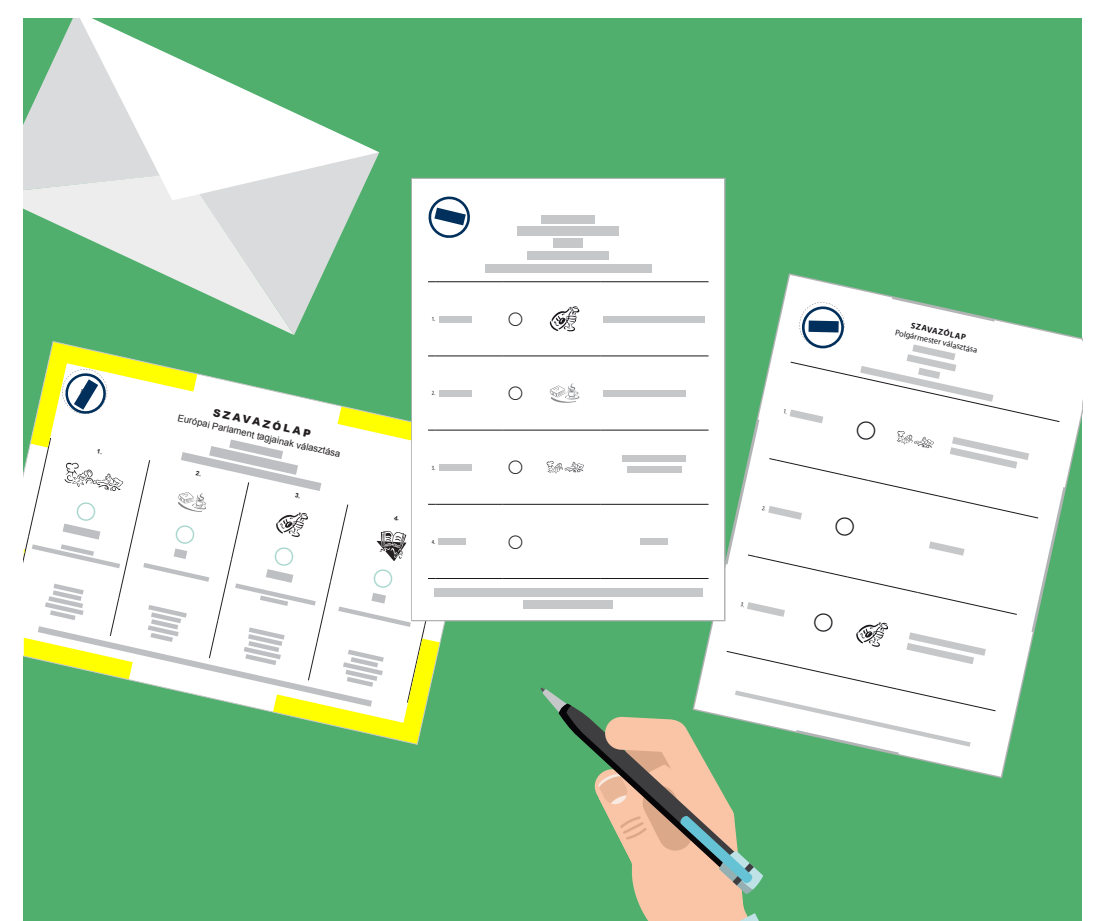 SZAVAZÓLAP
Európai Parlament tagjainak választása
1.
2.
3.
4.
1.
2.
3.
4.
SZAVAZÓLAP
Polgármester választása
1.
2.
3.